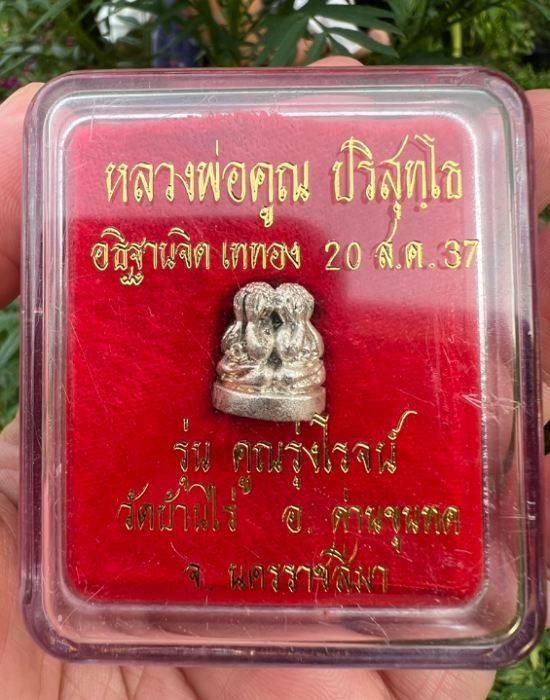 หลวงพ่อคูณ ปริสุทฺโธ
อธิฐานจิต เททอง 20 ส.ค.37
รุ่น คูณรุ่งโรจน์
วัดบ้านไร่ อ. ด่านขุนทด
จ. นครราชสีมา